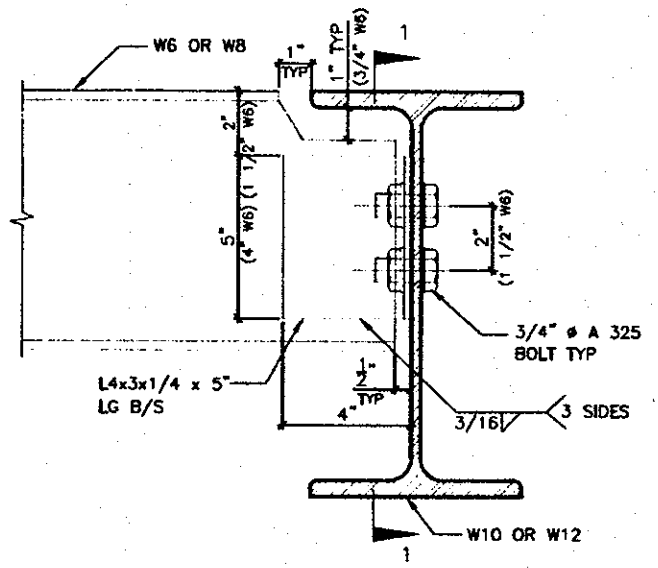 W6 OR W8
1"
TYP
1" TYP
(3/4" W6)
1
2"
(1 1/2" W6)
5"
(4" W6)
2"
(1 1/2" W6)
3/4" ø A 325
BOLT TYP
L4x3x1/4 x 5"
LG B/S
1/2"
TYP
4"
3/16
3 SIDES
W10 OR W12
1